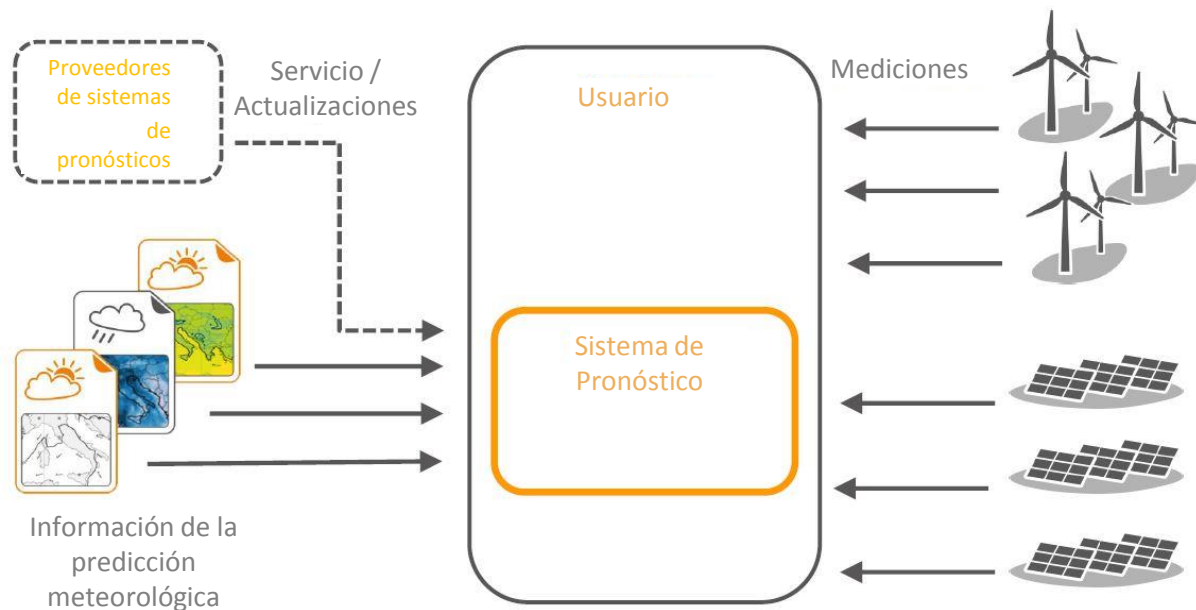 Proveedores
de sistemas
de
pronósticos
Servicio /
Actualizaciones
Usuario
Mediciones
Sistema de
Pronóstico
Información de la
predicción
meteorológica